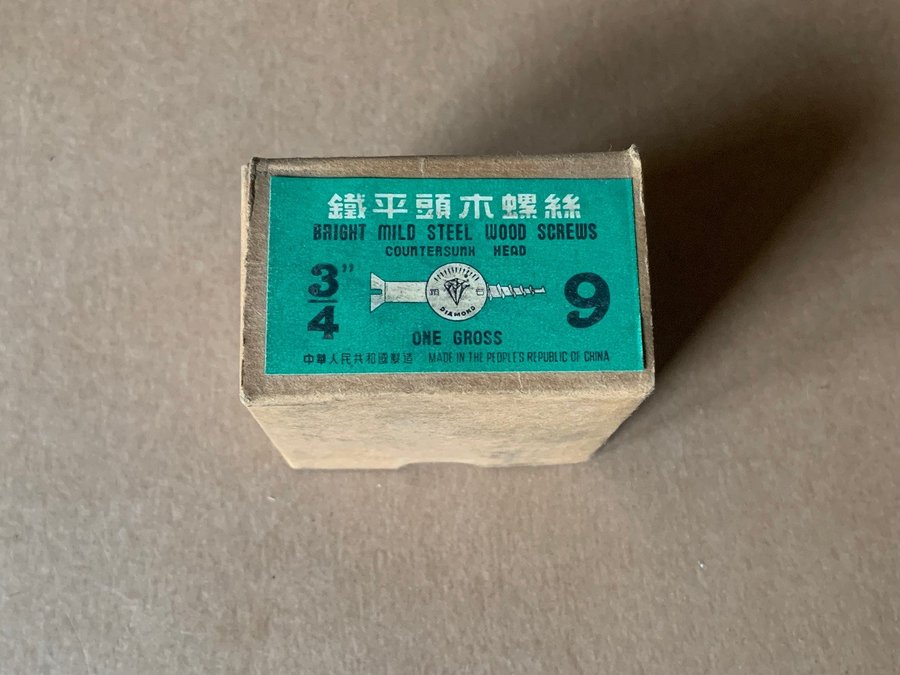 鐵平頭木螺絲
BRIGHT MILD STEEL WOOD SCREWS
COUNTERSUNK HEAD
3/4"
DIAMOND
9
ONE GROSS
中華人民共和國製造 MADE IN THE PEOPLE'S REPUBLIC OF CHINA